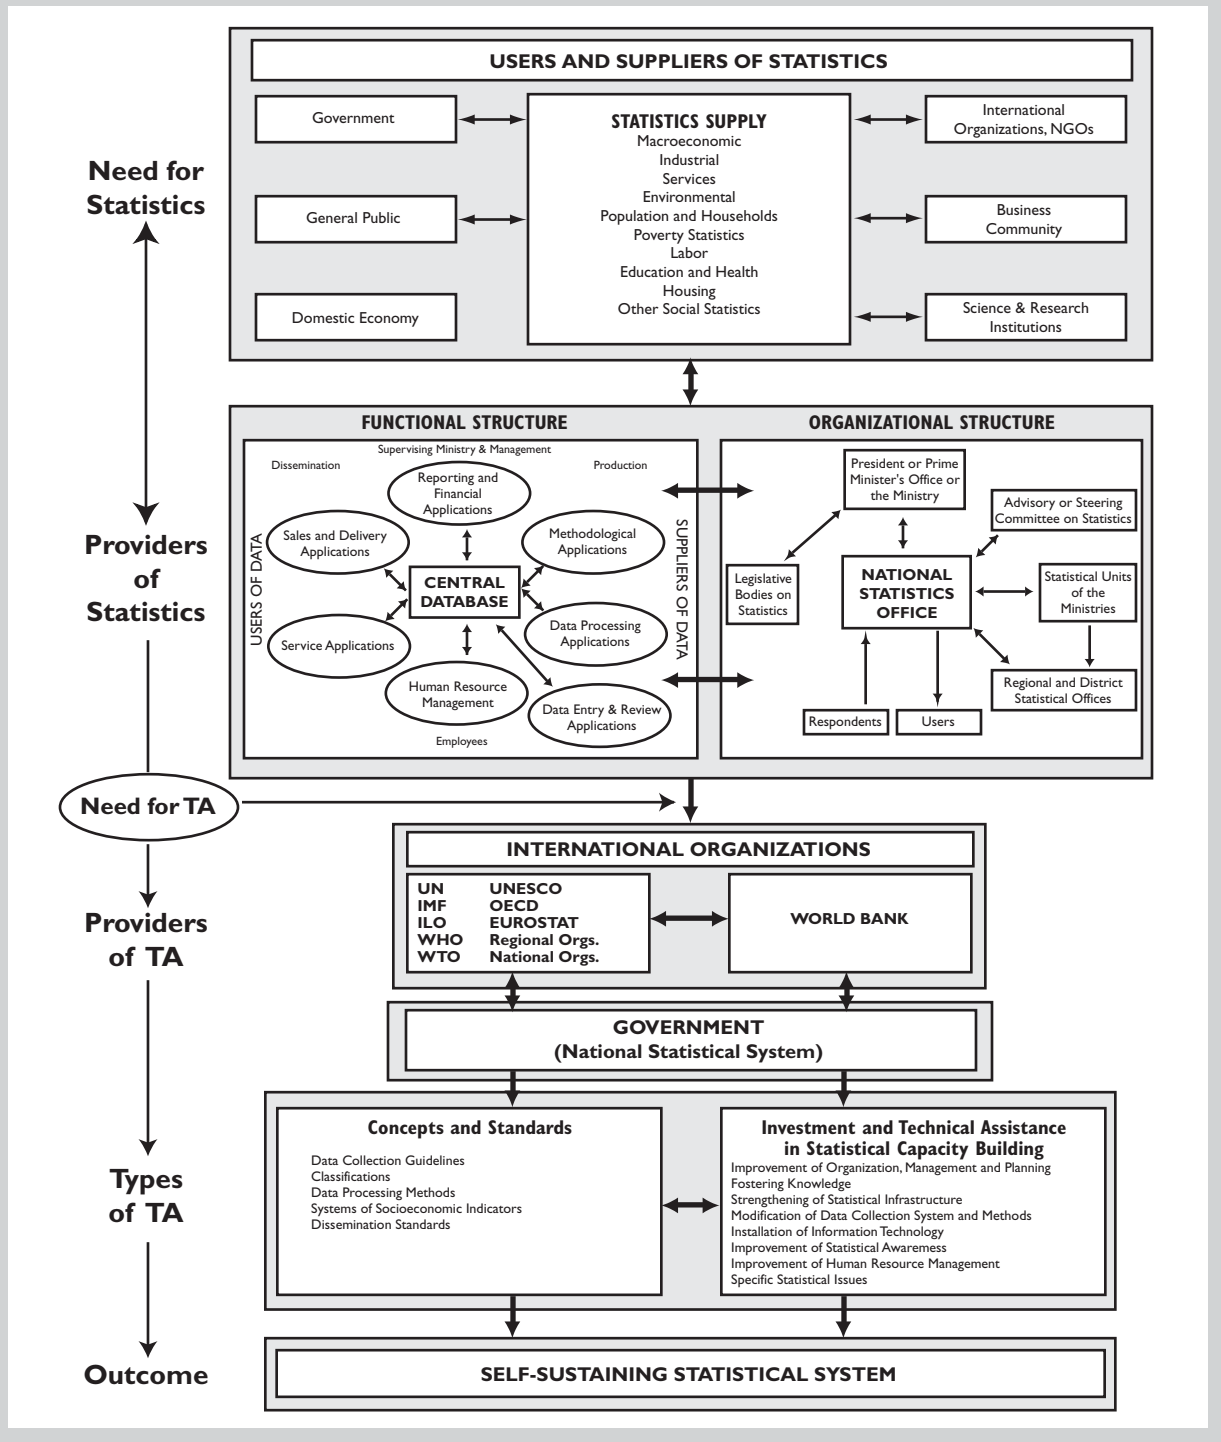 USERS AND SUPPLIERS OF STATISTICS
Government
General Public
Domestic Economy
STATISTICS SUPPLY
Macroeconomic
Industrial
Services
Environmental
Population and Households
Poverty Statistics
Labor
Education and Health
Housing
Other Social Statistics
International
Organizations, NGOs
Business
Community
Science & Research
Institutions
Need for
Statistics
Providers
of
Statistics
FUNCTIONAL STRUCTURE
Supervising Ministry & Management
Dissemination
Production
Reporting and
Financial
Applications
Sales and Delivery
Applications
Methodological
Applications
USERS OF DATA
CENTRAL
DATABASE
SUPPLIERS OF DATA
Service Applications
Data Processing
Applications
Human Resource
Management
Data Entry & Review
Applications
Employees
ORGANIZATIONAL STRUCTURE
President or Prime
Minister's Office or
the Ministry
Advisory or Steering
Committee on Statistics
Legislative
Bodies on
Statistics
NATIONAL
STATISTICS
OFFICE
Statistical Units
of the
Ministries
Regional and District
Statistical Offices
Respondents
Users
Need for TA
Providers
of TA
INTERNATIONAL ORGANIZATIONS
UN UNESCO
IMF OECD
ILO EUROSTAT
WHO Regional Orgs.
WTO National Orgs.
WORLD BANK
GOVERNMENT
(National Statistical System)
Types
of TA
Concepts and Standards
Data Collection Guidelines
Classifications
Data Processing Methods
Systems of Socioeconomic Indicators
Dissemination Standards
Investment and Technical Assistance
in Statistical Capacity Building
Improvement of Organization, Management and Planning
Fostering Knowledge
Strengthening of Statistical Infrastructure
Modification of Data Collection System and Methods
Installation of Information Technology
Improvement of Statistical Awaremess
Improvement of Human Resource Management
Specific Statistical Issues
Outcome
SELF-SUSTAINING STATISTICAL SYSTEM